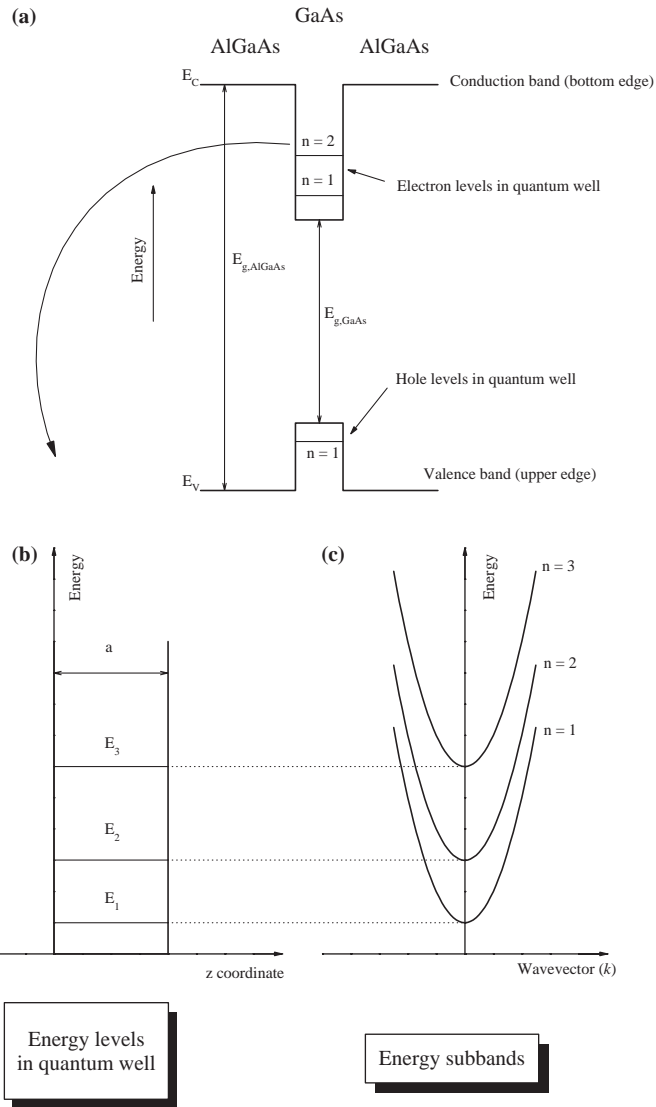 (a)
GaAs
AlGaAs
AlGaAs
E_C
Conduction band (bottom edge)
n = 2
n = 1
Electron levels in quantum well
Energy
E_g,AlGaAs
E_g,GaAs
Hole levels in quantum well
n = 1
E_V
Valence band (upper edge)
(b)
Energy
a
E_3
E_2
E_1
z coordinate
(c)
Energy
n = 3
n = 2
n = 1
Wavevector (k)
Energy levels
in quantum well
Energy subbands